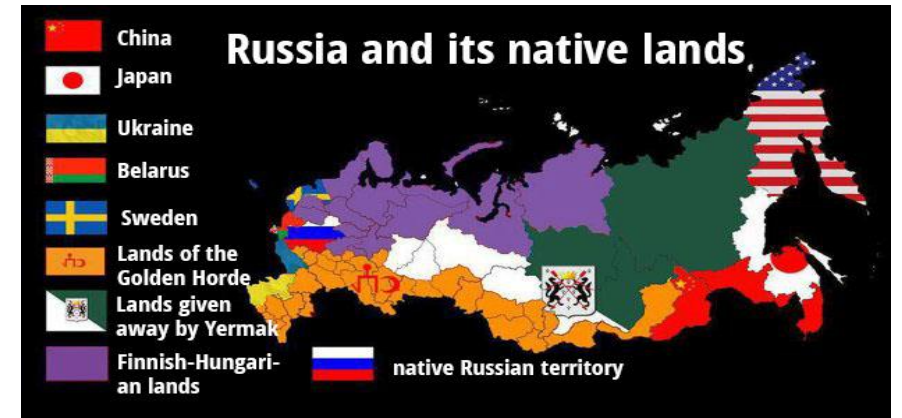 Russia and its native lands
China
Japan
Ukraine
Belarus
Sweden
Lands of the
Golden Horde
Lands given
away by Yermak
Finnish-Hungari-
an lands
native Russian territory